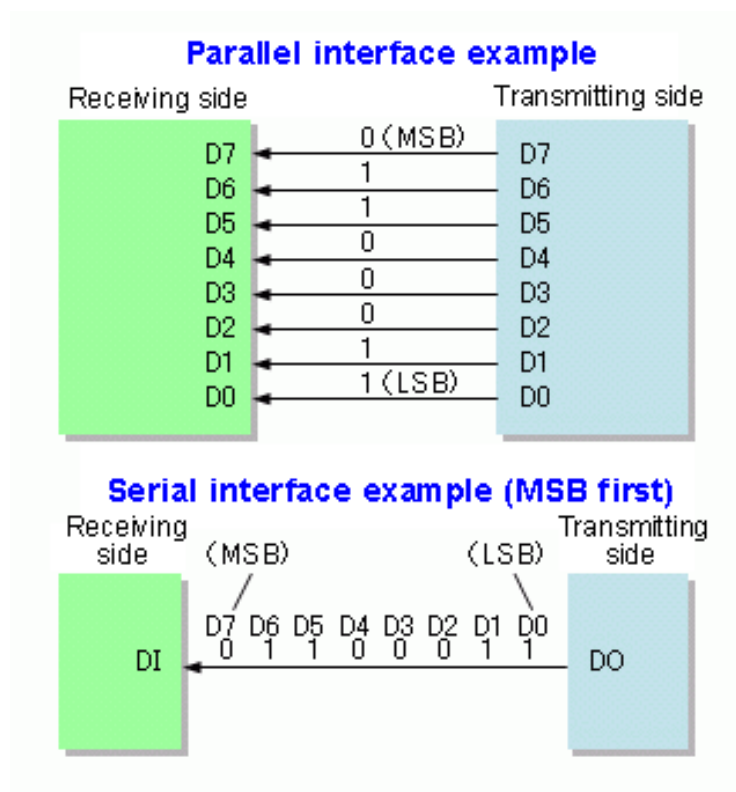 Parallel interface example
Receiving side Transmitting side
D7 0(MSB) D7
D6 1 D6
D5 1 D5
D4 0 D4
D3 0 D3
D2 0 D2
D1 1 D1
D0 1(LSB) D0
Serial interface example (MSB first)
Receiving side
Transmitting side
(MSB) (LSB)
D7 D6 D5 D4 D3 D2 D1 D0
0 1 1 0 0 0 1 1
DI DO